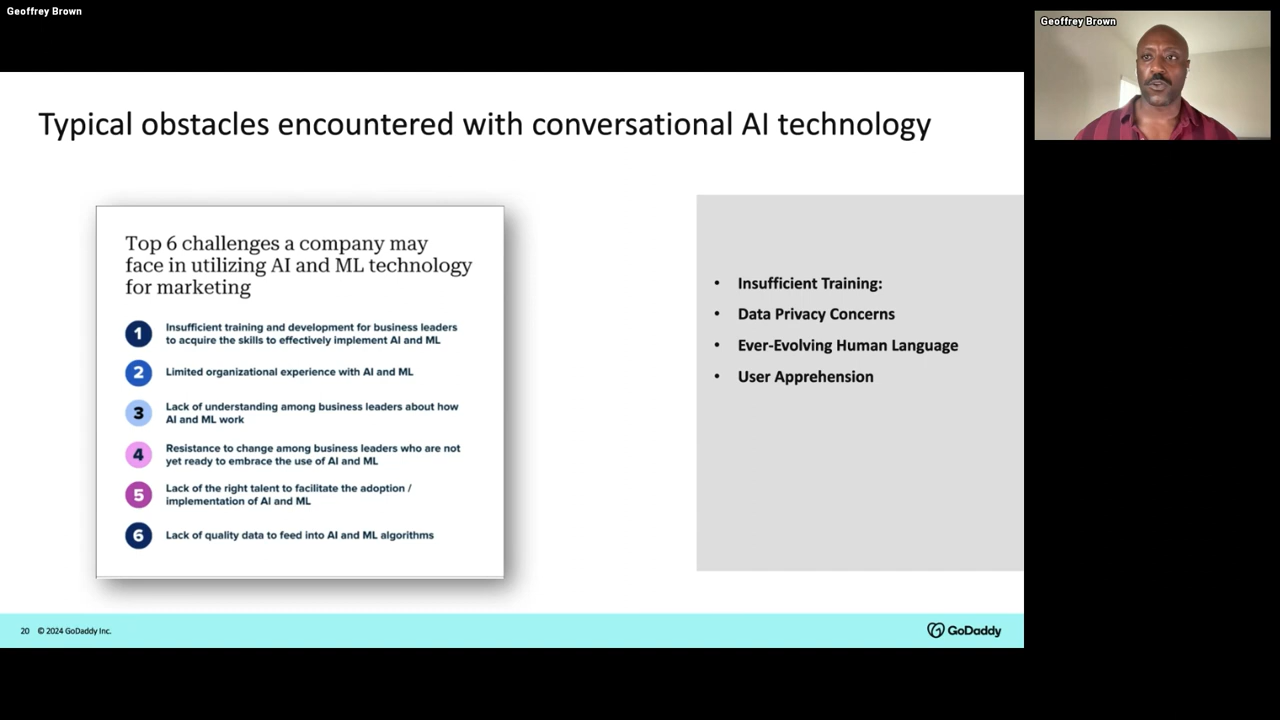 Geoffrey Brown
Geoffrey Brown
Typical obstacles encountered with conversational AI technology
Top 6 challenges a company may
face in utilizing AI and ML technology
for marketing
1
Insufficient training and development for business leaders
to acquire the skills to effectively implement AI and ML
2
Limited organizational experience with AI and ML
3
Lack of understanding among business leaders about how
AI and ML work
4
Resistance to change among business leaders who are not
yet ready to embrace the use of AI and ML
5
Lack of the right talent to facilitate the adoption /
implementation of AI and ML
6
Lack of quality data to feed into AI and ML algorithms
• Insufficient Training:
• Data Privacy Concerns
• Ever-Evolving Human Language
• User Apprehension
20 © 2024 GoDaddy Inc.
GoDaddy